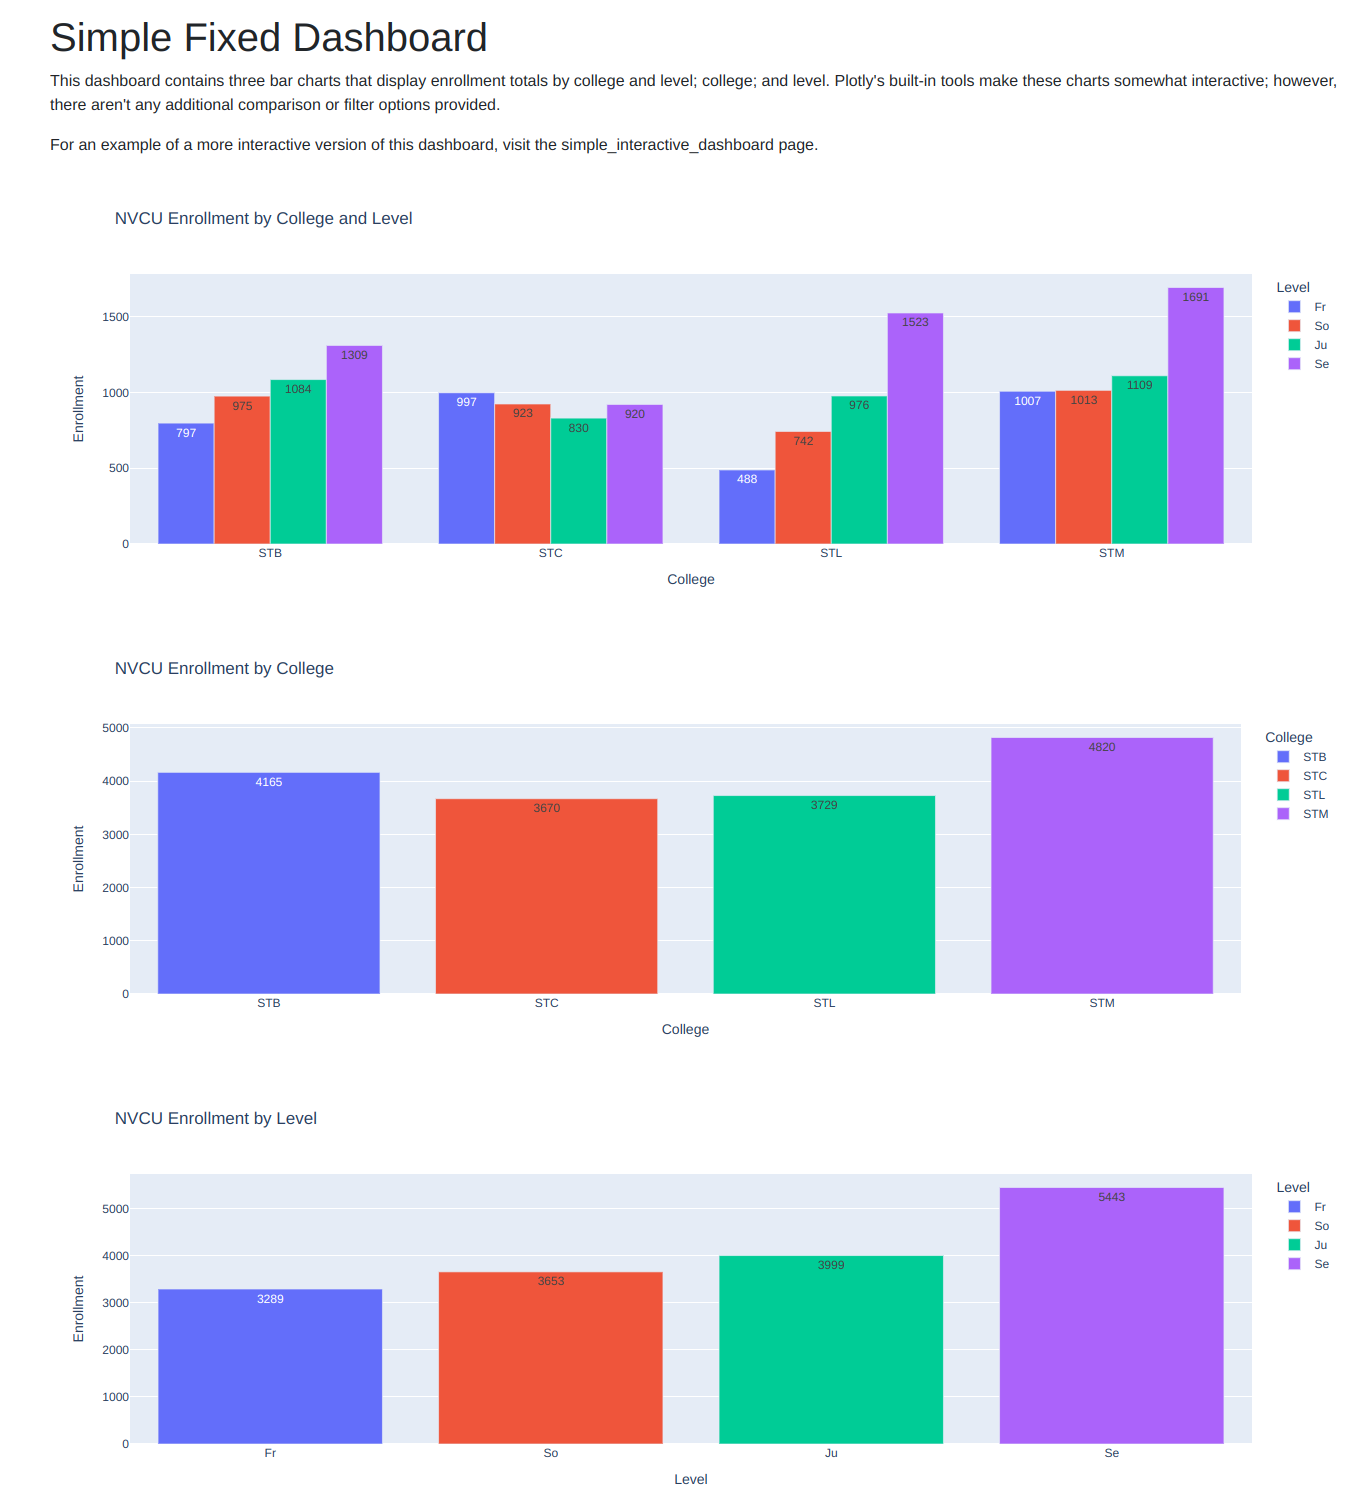 Simple Fixed Dashboard
This dashboard contains three bar charts that display enrollment totals by college and level; college; and level. Plotly's built-in tools make these charts somewhat interactive; however,
there aren't any additional comparison or filter options provided.
For an example of a more interactive version of this dashboard, visit the simple_interactive_dashboard page.
NVCU Enrollment by College and Level
Enrollment
1500
1000
500
0
797
975
1084
1309
997
923
830
920
488
742
976
1523
1007
1013
1109
1691
STB
STC
STL
STM
College
Level
Fr
So
Ju
Se
NVCU Enrollment by College
Enrollment
5000
4000
3000
2000
1000
0
4165
3670
3729
4820
STB
STC
STL
STM
College
College
STB
STC
STL
STM
NVCU Enrollment by Level
Enrollment
5000
4000
3000
2000
1000
0
3289
3653
3999
5443
Fr
So
Ju
Se
Level
Level
Fr
So
Ju
Se